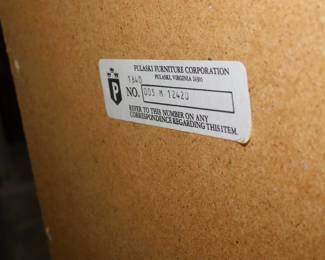 PULASKI FURNITURE CORPORATION
PULASKI, VIRGINIA 24301
1640
P
NO. 005 M 12420
REFER TO THIS NUMBER ON ANY
CORRESPONDENCE REGARDING THIS ITEM.